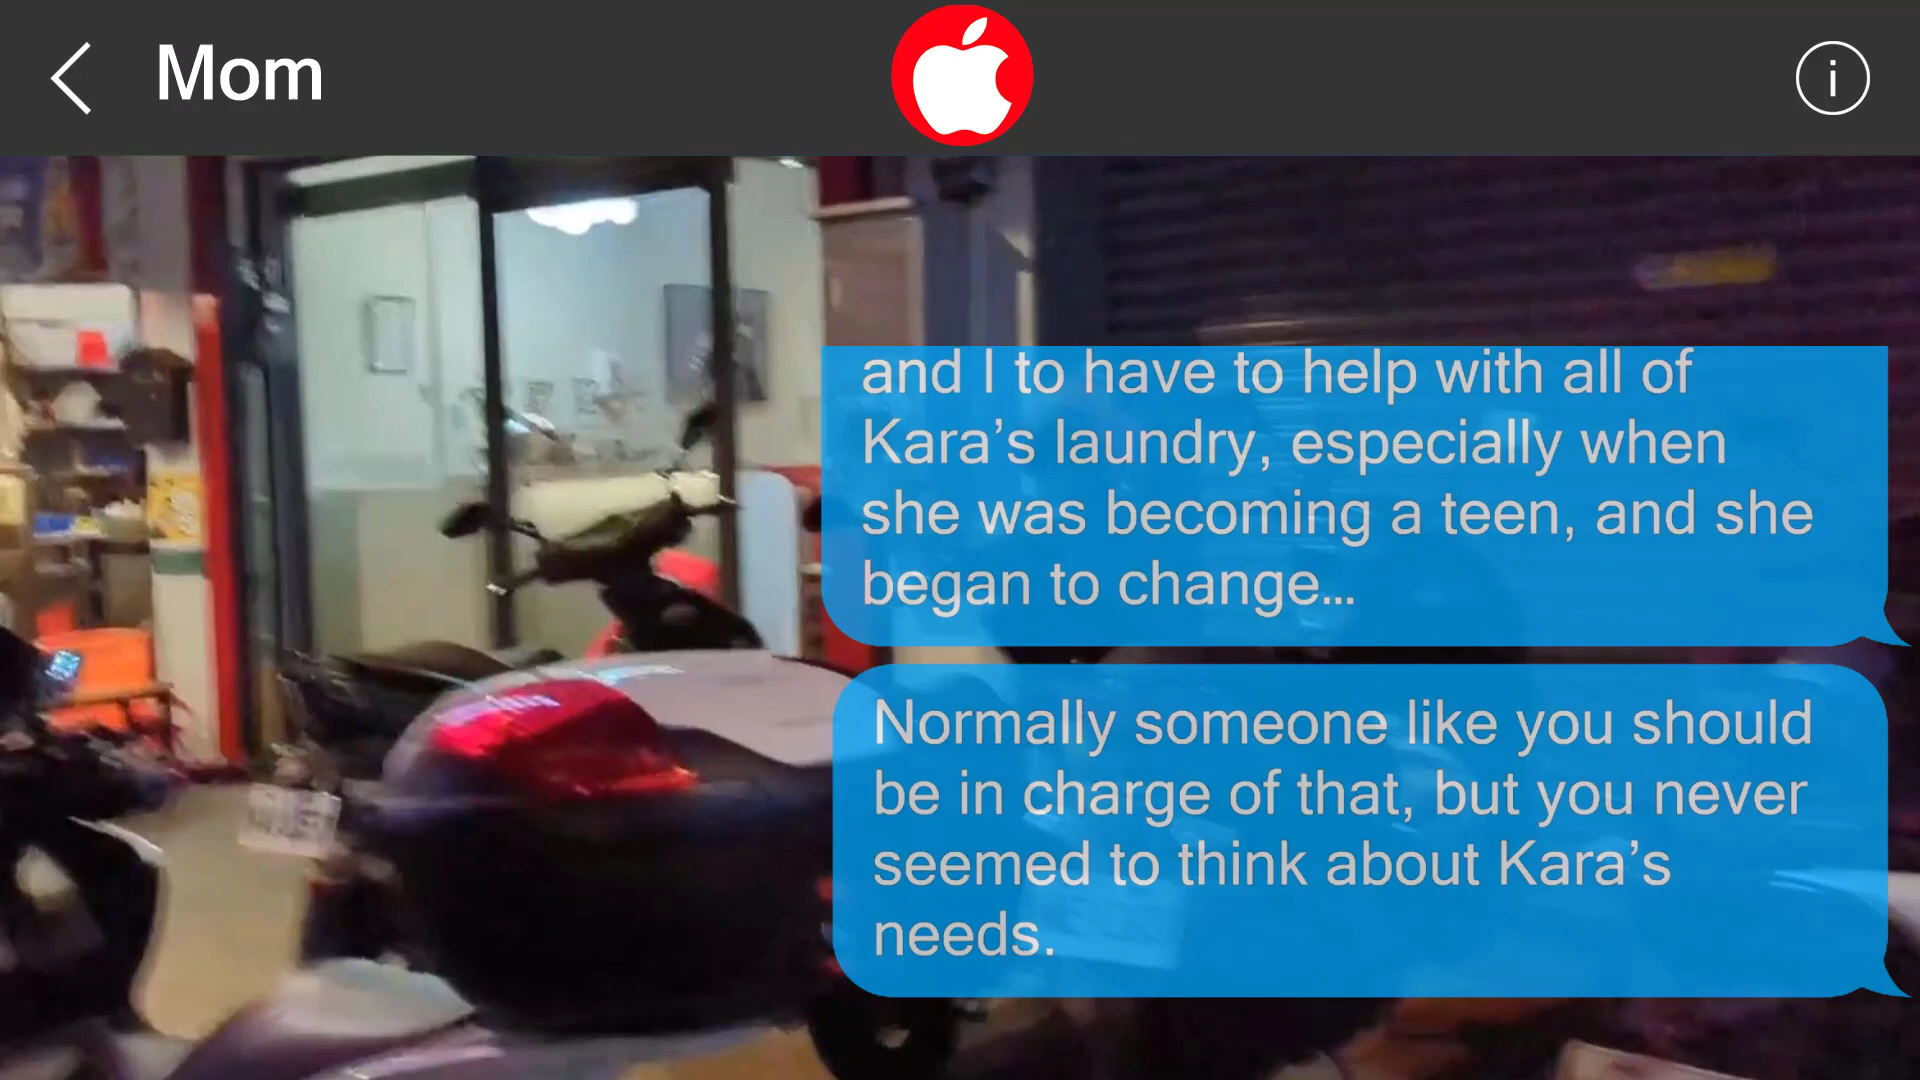 Mom
and I to have to help with all of
Kara’s laundry, especially when
she was becoming a teen, and she
began to change...
Normally someone like you should
be in charge of that, but you never
seemed to think about Kara’s
needs.